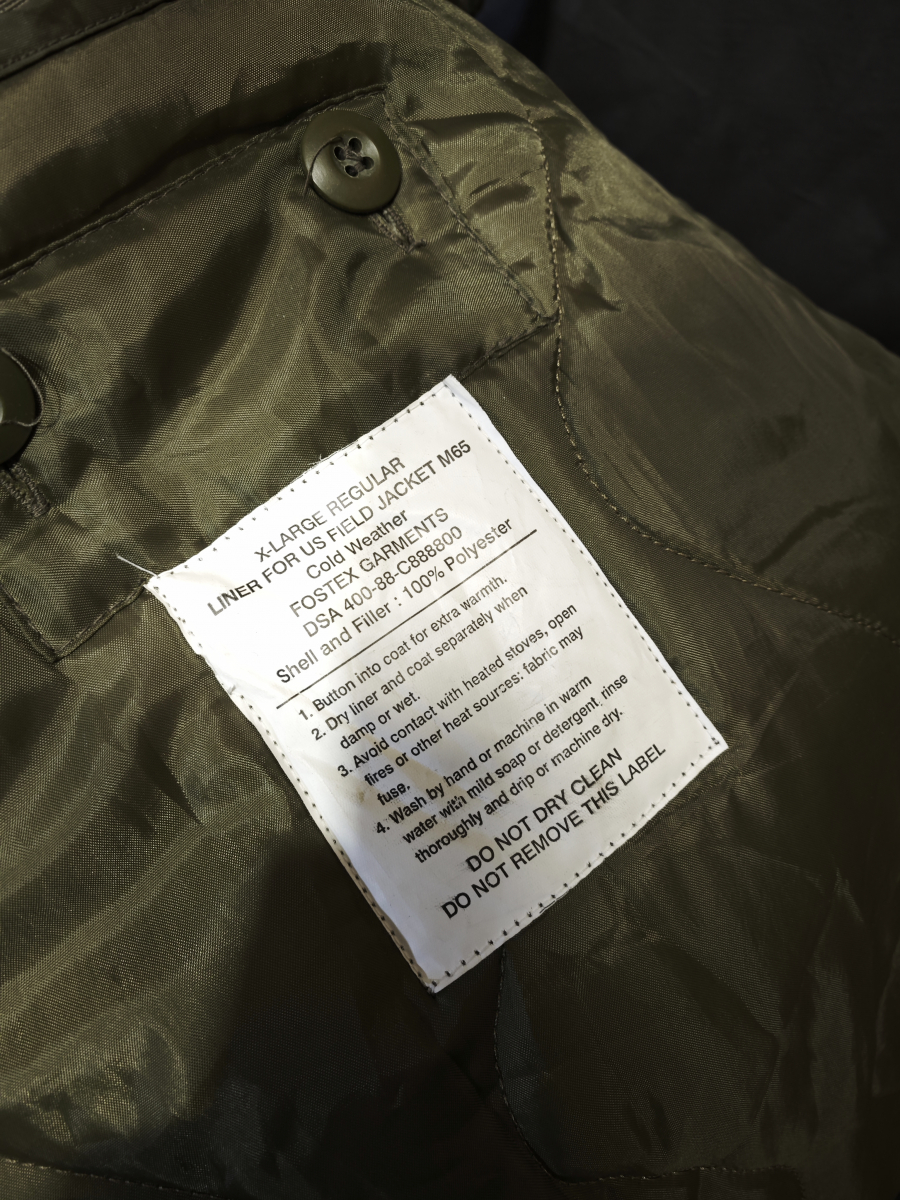 X-LARGE REGULAR
LINER FOR US FIELD JACKET M65
Cold Weather
FOSTEX GARMENTS
DSA 400-88-C888800
Shell and Filler : 100% Polyester
1. Button into coat for extra warmth.
2. Dry liner and coat separately when
damp or wet.
3. Avoid contact with heated stoves, open
fires or other heat sources: fabric may
fuse.
4. Wash by hand or machine in warm
water with mild soap or detergent, rinse
thoroughly and drip or machine dry.
DO NOT DRY CLEAN
DO NOT REMOVE THIS LABEL